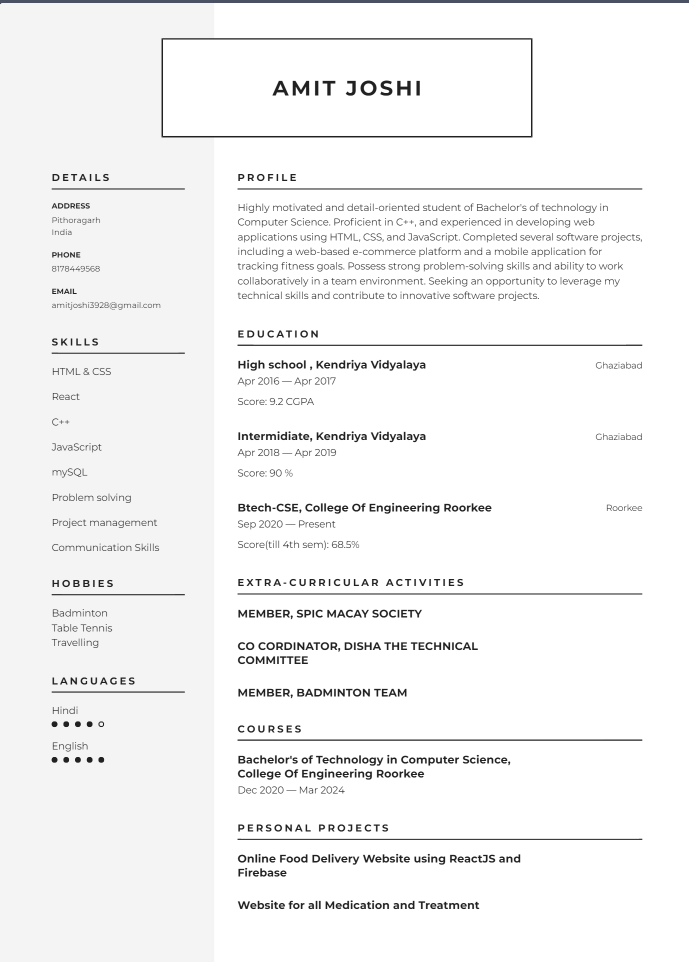 AMIT JOSHI
DETAILS
ADDRESS
Pithoragarh
India
PHONE
8178449568
EMAIL
amitjoshi3928@gmail.com
SKILLS
HTML & CSS
React
C++
JavaScript
mySQL
Problem solving
Project management
Communication Skills
HOBBIES
Badminton
Table Tennis
Travelling
LANGUAGES
Hindi
English
PROFILE
Highly motivated and detail-oriented student of Bachelor's of technology in
Computer Science. Proficient in C++, and experienced in developing web
applications using HTML, CSS, and JavaScript. Completed several software projects,
including a web-based e-commerce platform and a mobile application for
tracking fitness goals. Possess strong problem-solving skills and ability to work
collaboratively in a team environment. Seeking an opportunity to leverage my
technical skills and contribute to innovative software projects.
EDUCATION
High school , Kendriya Vidyalaya Ghaziabad
Apr 2016 — Apr 2017
Score: 9.2 CGPA
Intermidiate, Kendriya Vidyalaya Ghaziabad
Apr 2018 — Apr 2019
Score: 90 %
Btech-CSE, College Of Engineering Roorkee Roorkee
Sep 2020 — Present
Score(till 4th sem): 68.5%
EXTRA-CURRICULAR ACTIVITIES
MEMBER, SPIC MACAY SOCIETY
CO CORDINATOR, DISHA THE TECHNICAL
COMMITTEE
MEMBER, BADMINTON TEAM
COURSES
Bachelor's of Technology in Computer Science,
College Of Engineering Roorkee
Dec 2020 — Mar 2024
PERSONAL PROJECTS
Online Food Delivery Website using ReactJS and
Firebase
Website for all Medication and Treatment